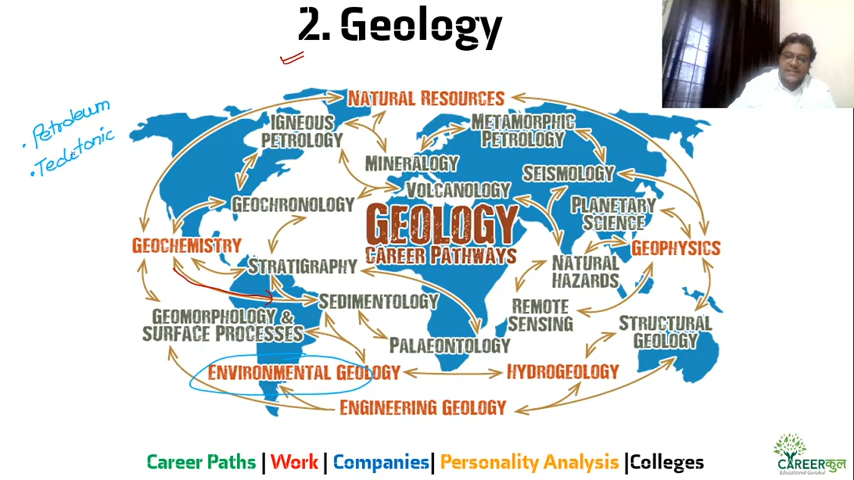 2. Geology
• Petroleum
• Tectonic
NATURAL RESOURCES
IGNEOUS
PETROLOGY
METAMORPHIC
PETROLOGY
MINERALOGY
SEISMOLOGY
VOLCANOLOGY
GEOCHRONOLOGY
PLANETARY
SCIENCE
GEOLOGY
CAREER PATHWAYS
GEOCHEMISTRY
GEOPHYSICS
STRATIGRAPHY
NATURAL
HAZARDS
SEDIMENTOLOGY
GEOMORPHOLOGY &
SURFACE PROCESSES
REMOTE
SENSING
STRUCTURAL
GEOLOGY
PALAEONTOLOGY
ENVIRONMENTAL GEOLOGY
HYDROGEOLOGY
ENGINEERING GEOLOGY
Career Paths | Work | Companies| Personality Analysis |Colleges
CAREERकुल
Educational Gurukul